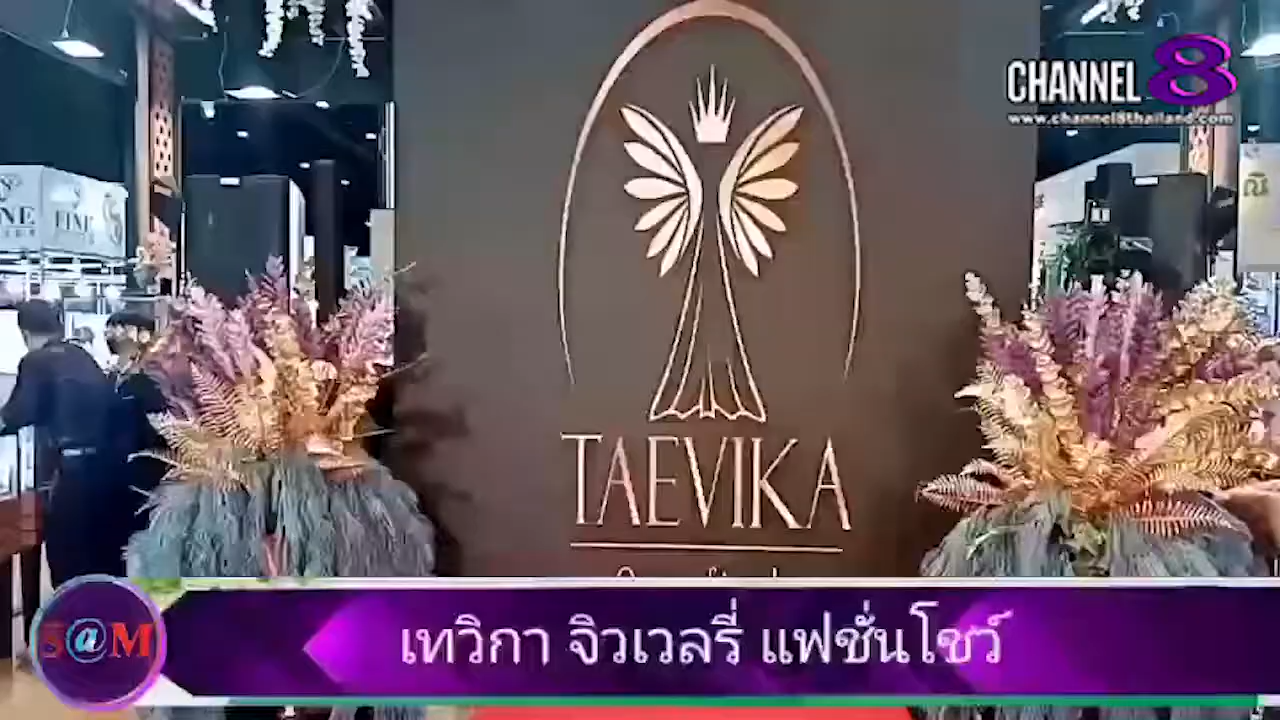 CHANNEL 8
www.channel8thailand.com
FINE
TAEVIKA
S@M
เทวิกา จิวเวลรี่ แฟชั่นโชว์